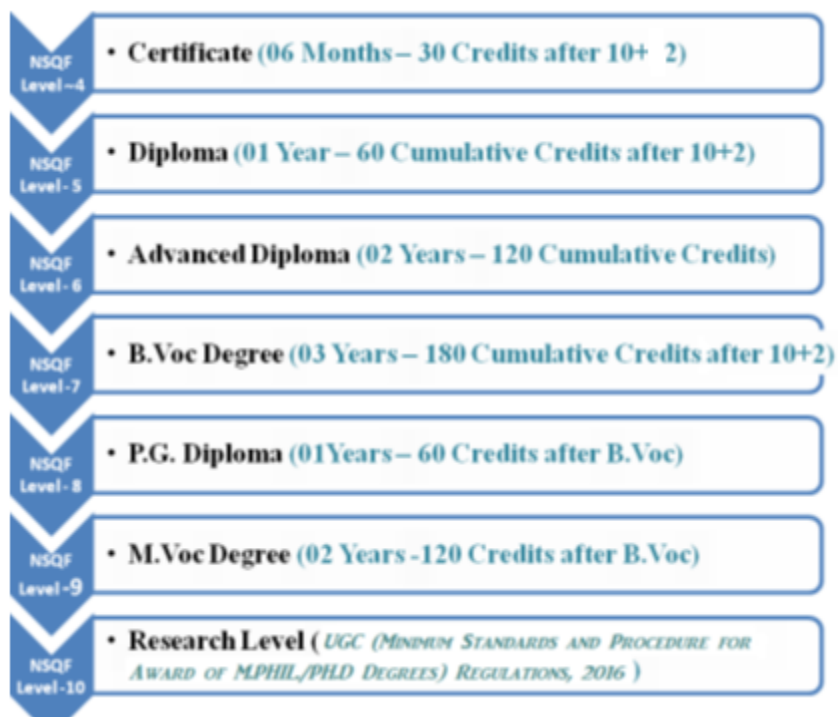 NSQF
Level-4
• Certificate (06 Months– 30 Credits after 10+ 2)
NSQF
Level-5
• Diploma (01 Year– 60 Cumulative Credits after 10+2)
NSQF
Level-6
• Advanced Diploma (02 Years– 120 Cumulative Credits)
NSQF
Level-7
• B.Voc Degree (03 Years– 180 Cumulative Credits after 10+2)
NSQF
Level-8
• P.G. Diploma (01Years– 60 Credits after B.Voc)
NSQF
Level-9
• M.Voc Degree (02 Years -120 Credits after B.Voc)
NSQF
Level-10
• Research Level ( UGC (MINIMUM STANDARDS AND PROCEDURE FOR
AWARD OF M.PHIL./PH.D DEGREES) REGULATIONS, 2016 )